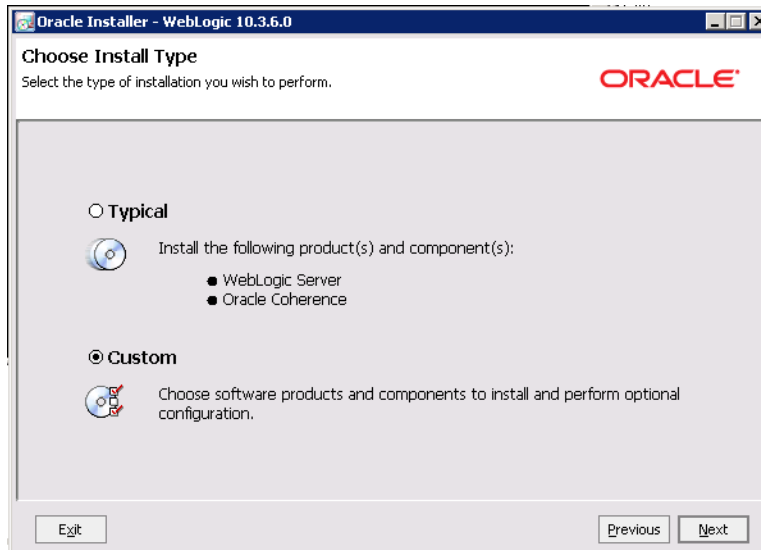 Oracle Installer - WebLogic 10.3.6.0
Choose Install Type
Select the type of installation you wish to perform.
ORACLE
Typical
Install the following product(s) and component(s):
WebLogic Server
Oracle Coherence
Custom
Choose software products and components to install and perform optional
configuration.
Exit
Previous
Next